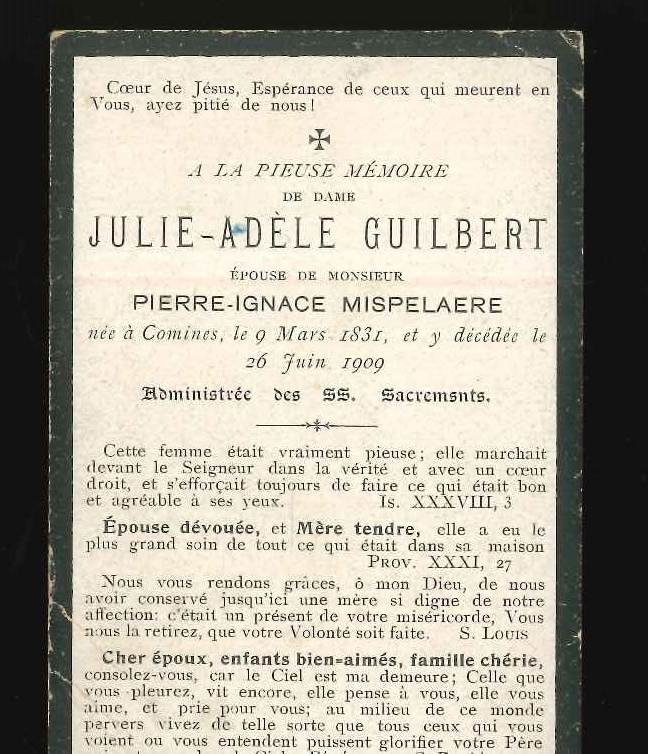 Cœur de Jésus, Espérance de ceux qui meurent en
Vous, ayez pitié de nous!
A LA PIEUSE MÉMOIRE
DE DAME
JULIE-ADÈLE GUILBERT
ÉPOUSE DE MONSIEUR
PIERRE-IGNACE MISPELAERE
née à Comines, le 9 Mars 1831, et y décédée le
26 Juin 1909
Administrée des SS. Sacremsnts.
Cette femme était vraiment pieuse; elle marchait
devant le Seigneur dans la vérité et avec un cœur
droit, et s'efforçait toujours de faire ce qui était bon
et agréable à ses yeux. Is. XXXVIII, 3
Épouse dévouée, et Mère tendre, elle a eu le
plus grand soin de tout ce qui était dans sa maison
PROV. XXXI, 27
Nous vous rendons grâces, ô mon Dieu, de nous
avoir conservé jusqu'ici une mère si digne de notre
affection: c'était un présent de votre miséricorde, Vous
nous la retirez, que votre Volonté soit faite. S. LOUIS
Cher époux, enfants bien=aimés, famille chérie,
consolez-vous, car le Ciel est ma demeure; Celle que
vous pleurez, vit encore, elle pense à vous, elle vous
aime, et prie pour vous; au milieu de ce monde
pervers vivez de telle sorte que tous ceux qui vous
voient ou vous entendent puissent glorifier votre Père